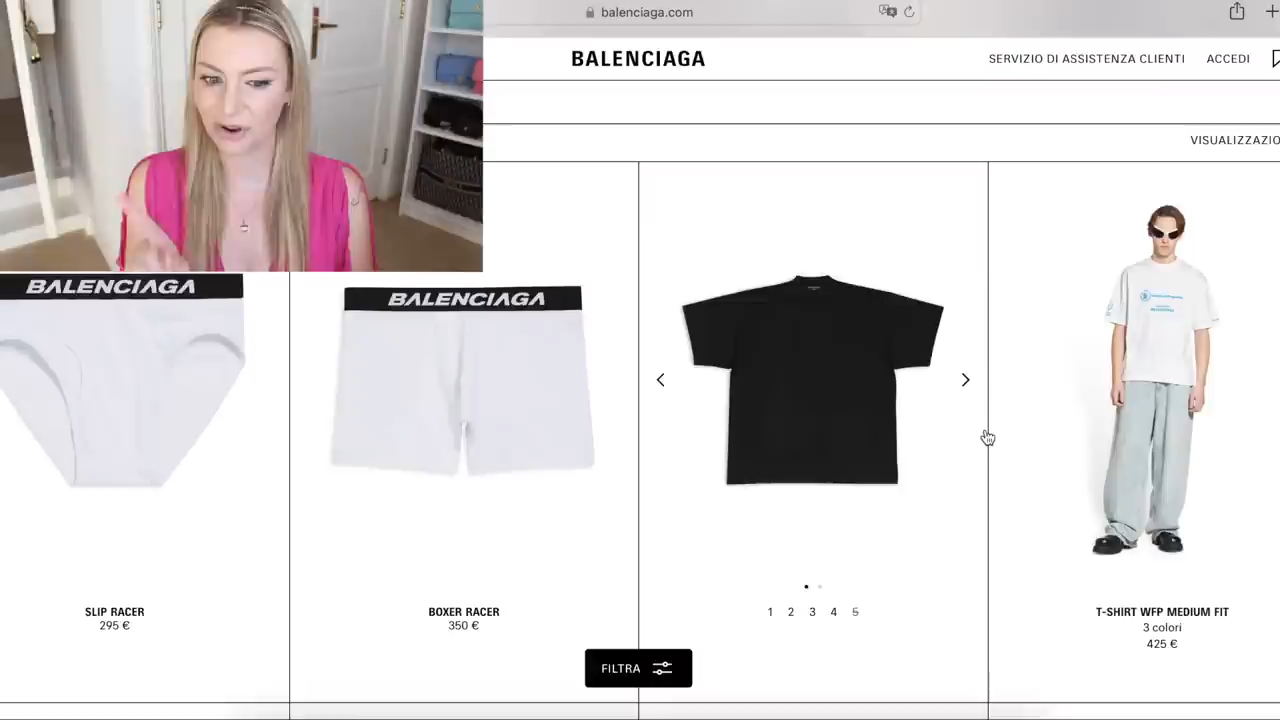 balenciaga.com
BALENCIAGA
SERVIZIO DI ASSISTENZA CLIENTI
ACCEDI
VISUALIZZAZIO
BALENCIAGA
BALENCIAGA
1 2 3 4 5
SLIP RACER
295 €
BOXER RACER
350 €
T-SHIRT WFP MEDIUM FIT
3 colori
425 €
FILTRA